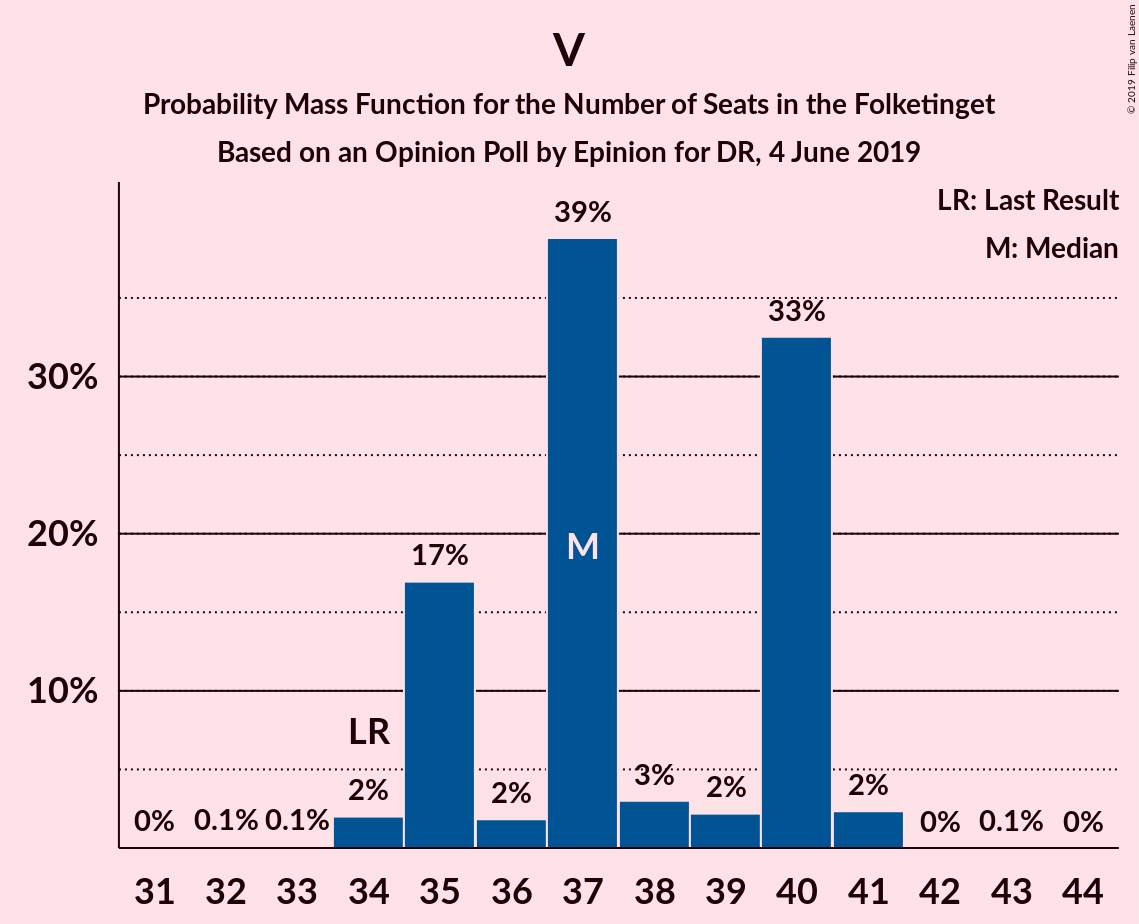 V
Probability Mass Function for the Number of Seats in the Folketinget
Based on an Opinion Poll by Epinion for DR, 4 June 2019
© 2019 Filip van Laenen
LR: Last Result
M: Median
39%
33%
30%
20%
M
17%
10%
LR
2%
2%
3%
2%
2%
0%
0.1%
0.1%
0%
0.1%
0%
31 32 33 34 35 36 37 38 39 40 41 42 43 44